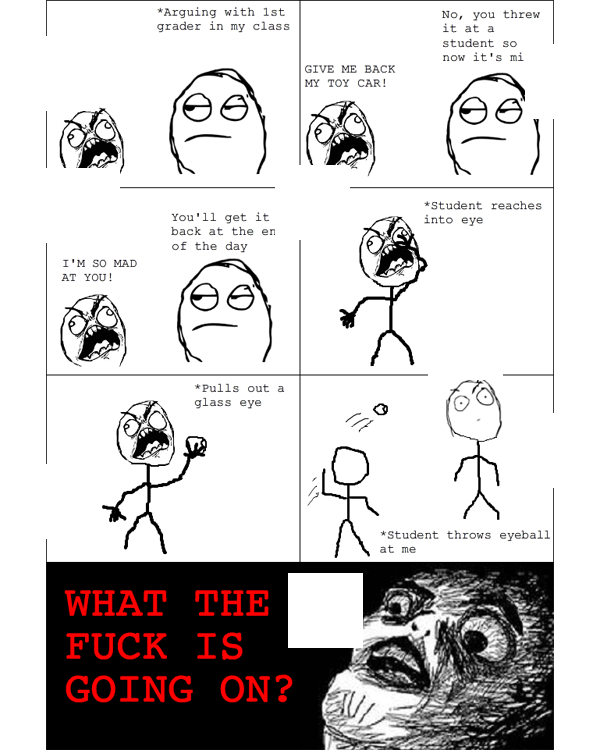 *Arguing with 1st
grader in my class
No, you threw
it at a
student so
now it's mi
GIVE ME BACK
MY TOY CAR!
You'll get it
back at the en
of the day
I'M SO MAD
AT YOU!
*Student reaches
into eye
*Pulls out a
glass eye
*Student throws eyeball
at me
WHAT THE
FUCK IS
GOING ON?